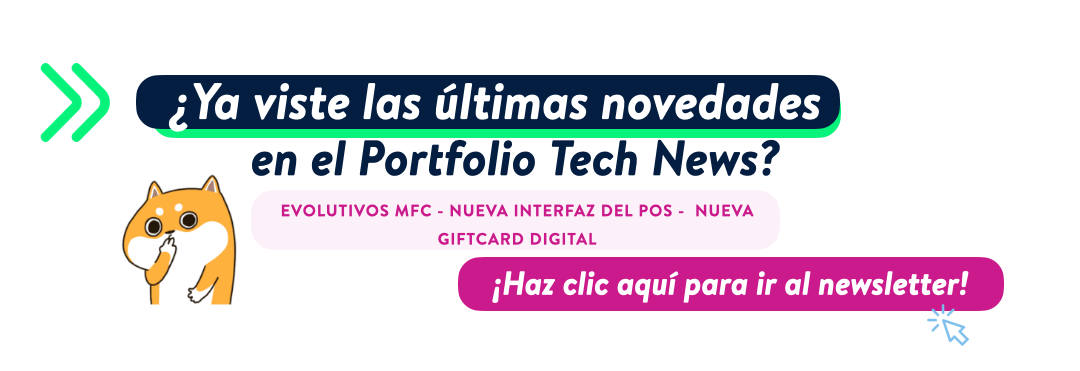 ¿Ya viste las últimas novedades
en el Portfolio Tech News?
EVOLUTIVOS MFC - NUEVA INTERFAZ DEL POS - NUEVA
GIFTCARD DIGITAL
¡Haz clic aquí para ir al newsletter!